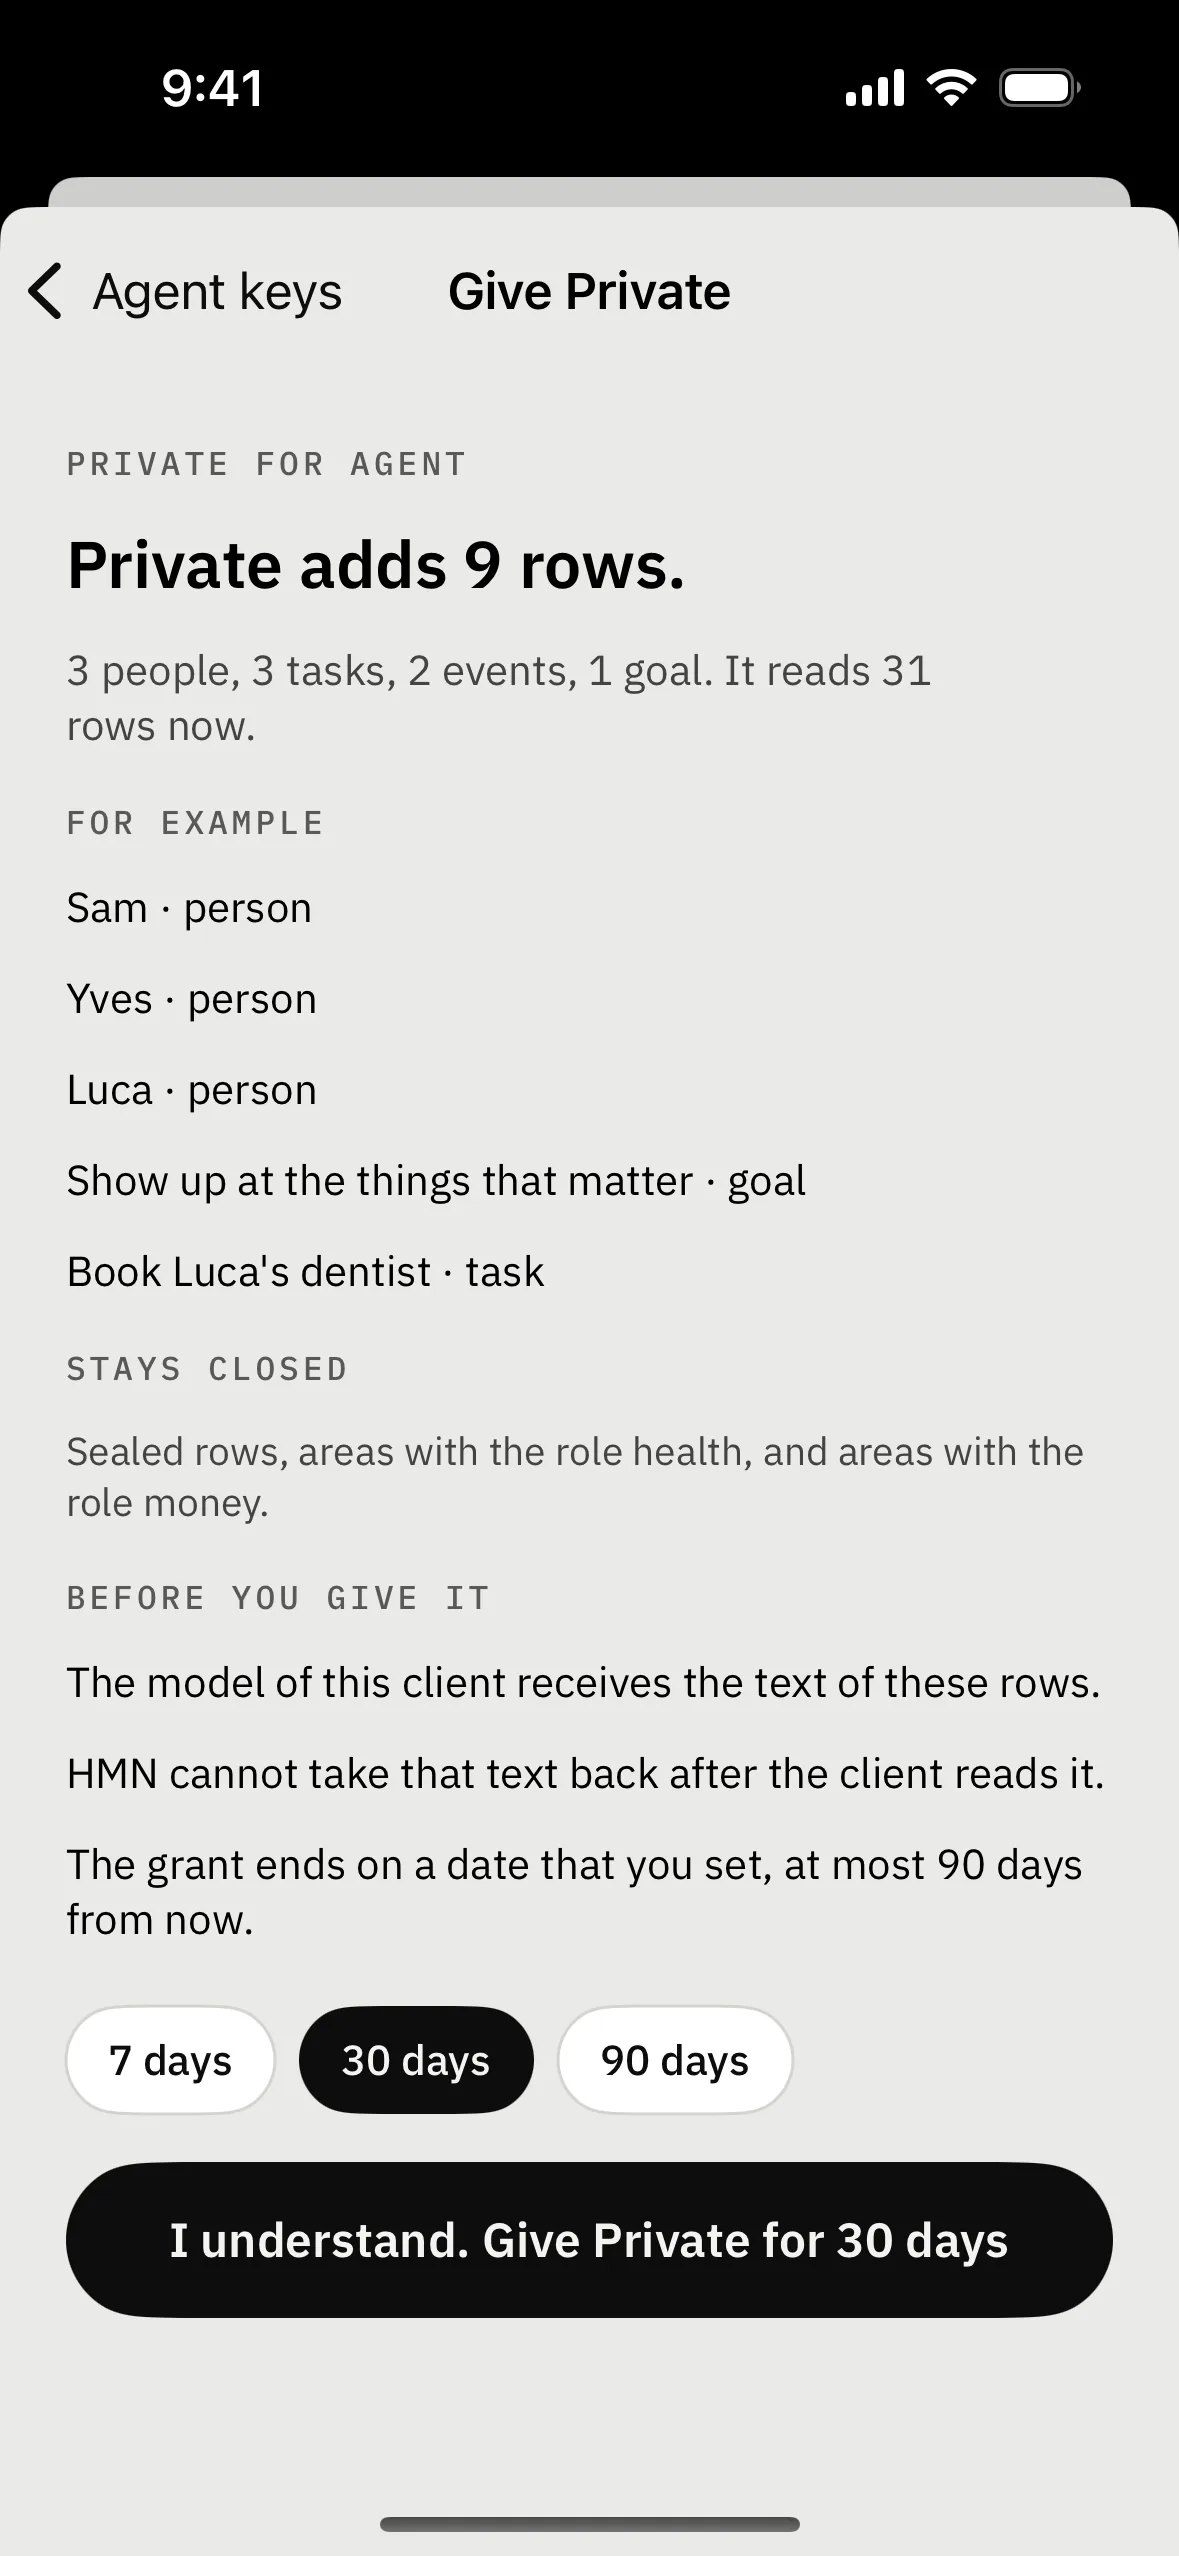 9:41
Agent keys
Give Private
PRIVATE FOR AGENT
Private adds 9 rows.
3 people, 3 tasks, 2 events, 1 goal. It reads 31
rows now.
FOR EXAMPLE
Sam · person
Yves · person
Luca · person
Show up at the things that matter · goal
Book Luca's dentist · task
STAYS CLOSED
Sealed rows, areas with the role health, and areas with the
role money.
BEFORE YOU GIVE IT
The model of this client receives the text of these rows.
HMN cannot take that text back after the client reads it.
The grant ends on a date that you set, at most 90 days
from now.
7 days
30 days
90 days
I understand. Give Private for 30 days